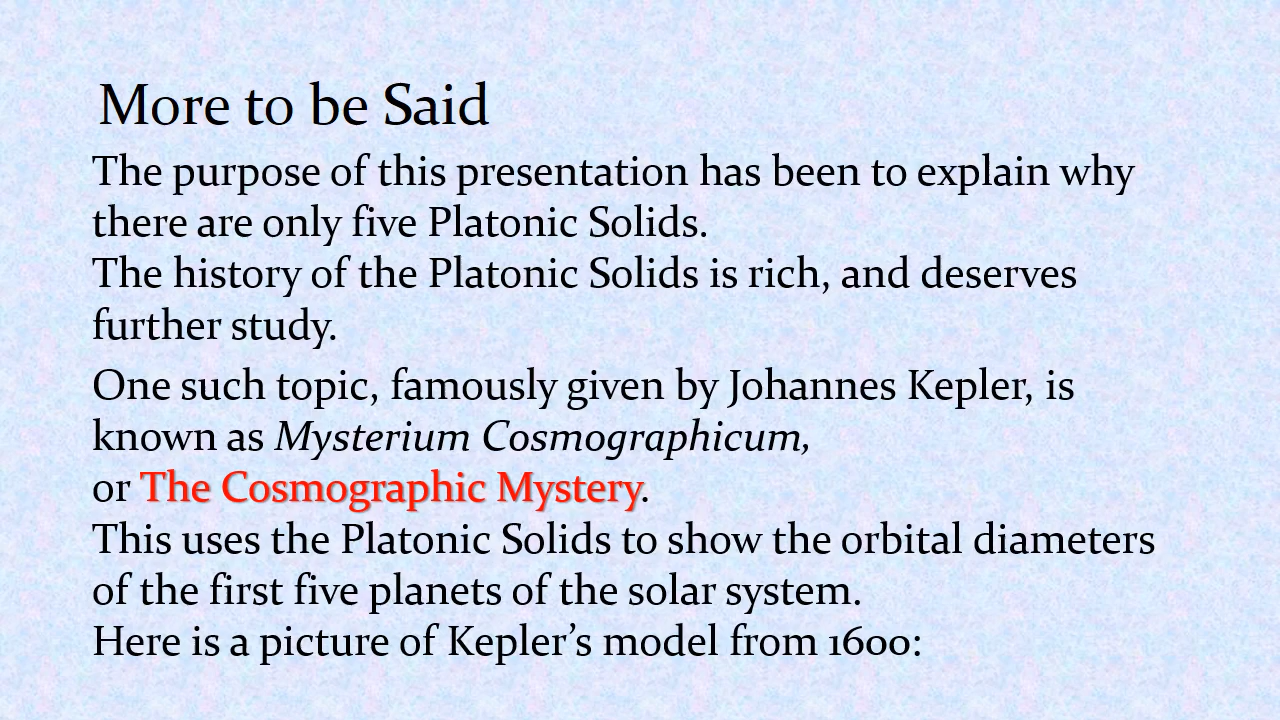 More to be Said
The purpose of this presentation has been to explain why
there are only five Platonic Solids.
The history of the Platonic Solids is rich, and deserves
further study.
One such topic, famously given by Johannes Kepler, is
known as Mysterium Cosmographicum,
or The Cosmographic Mystery.
This uses the Platonic Solids to show the orbital diameters
of the first five planets of the solar system.
Here is a picture of Kepler’s model from 1600: